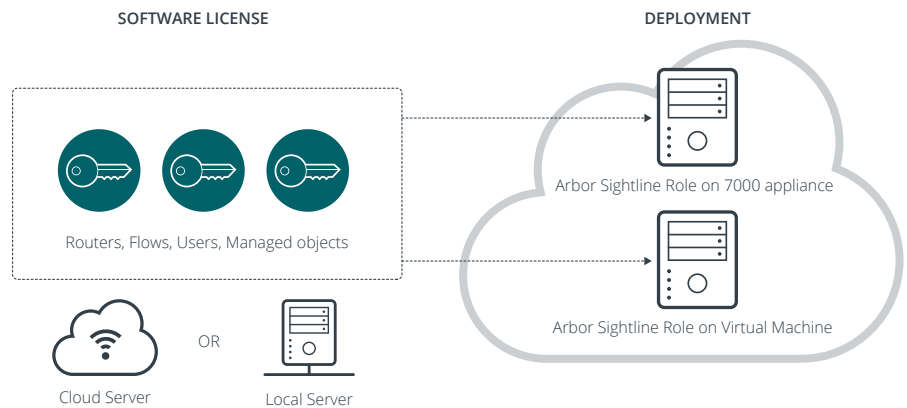 SOFTWARE LICENSE
DEPLOYMENT
Routers, Flows, Users, Managed objects
Arbor Sightline Role on 7000 appliance
Arbor Sightline Role on Virtual Machine
OR
Cloud Server
Local Server